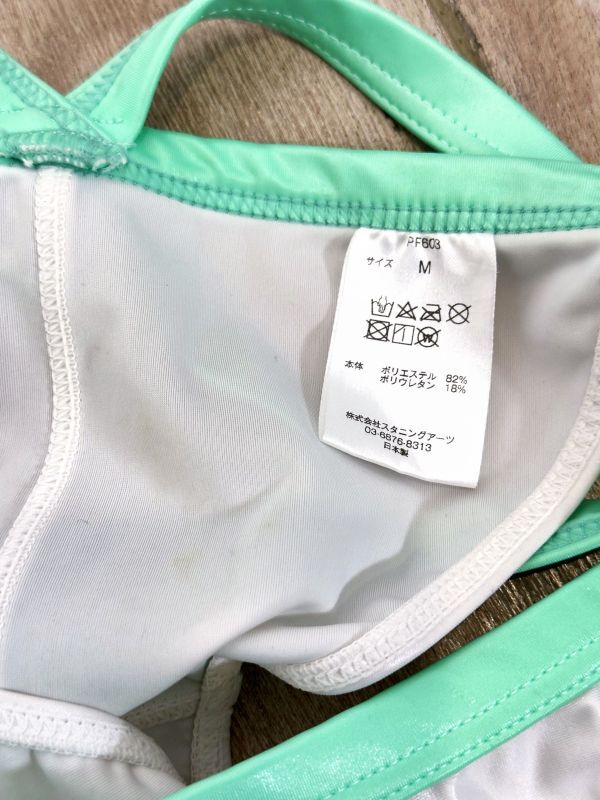 PF603
サイズ M
本体 ポリエステル 82%
ポリウレタン 18%
株式会社スタニングアーツ
03-6876-8313
日本製